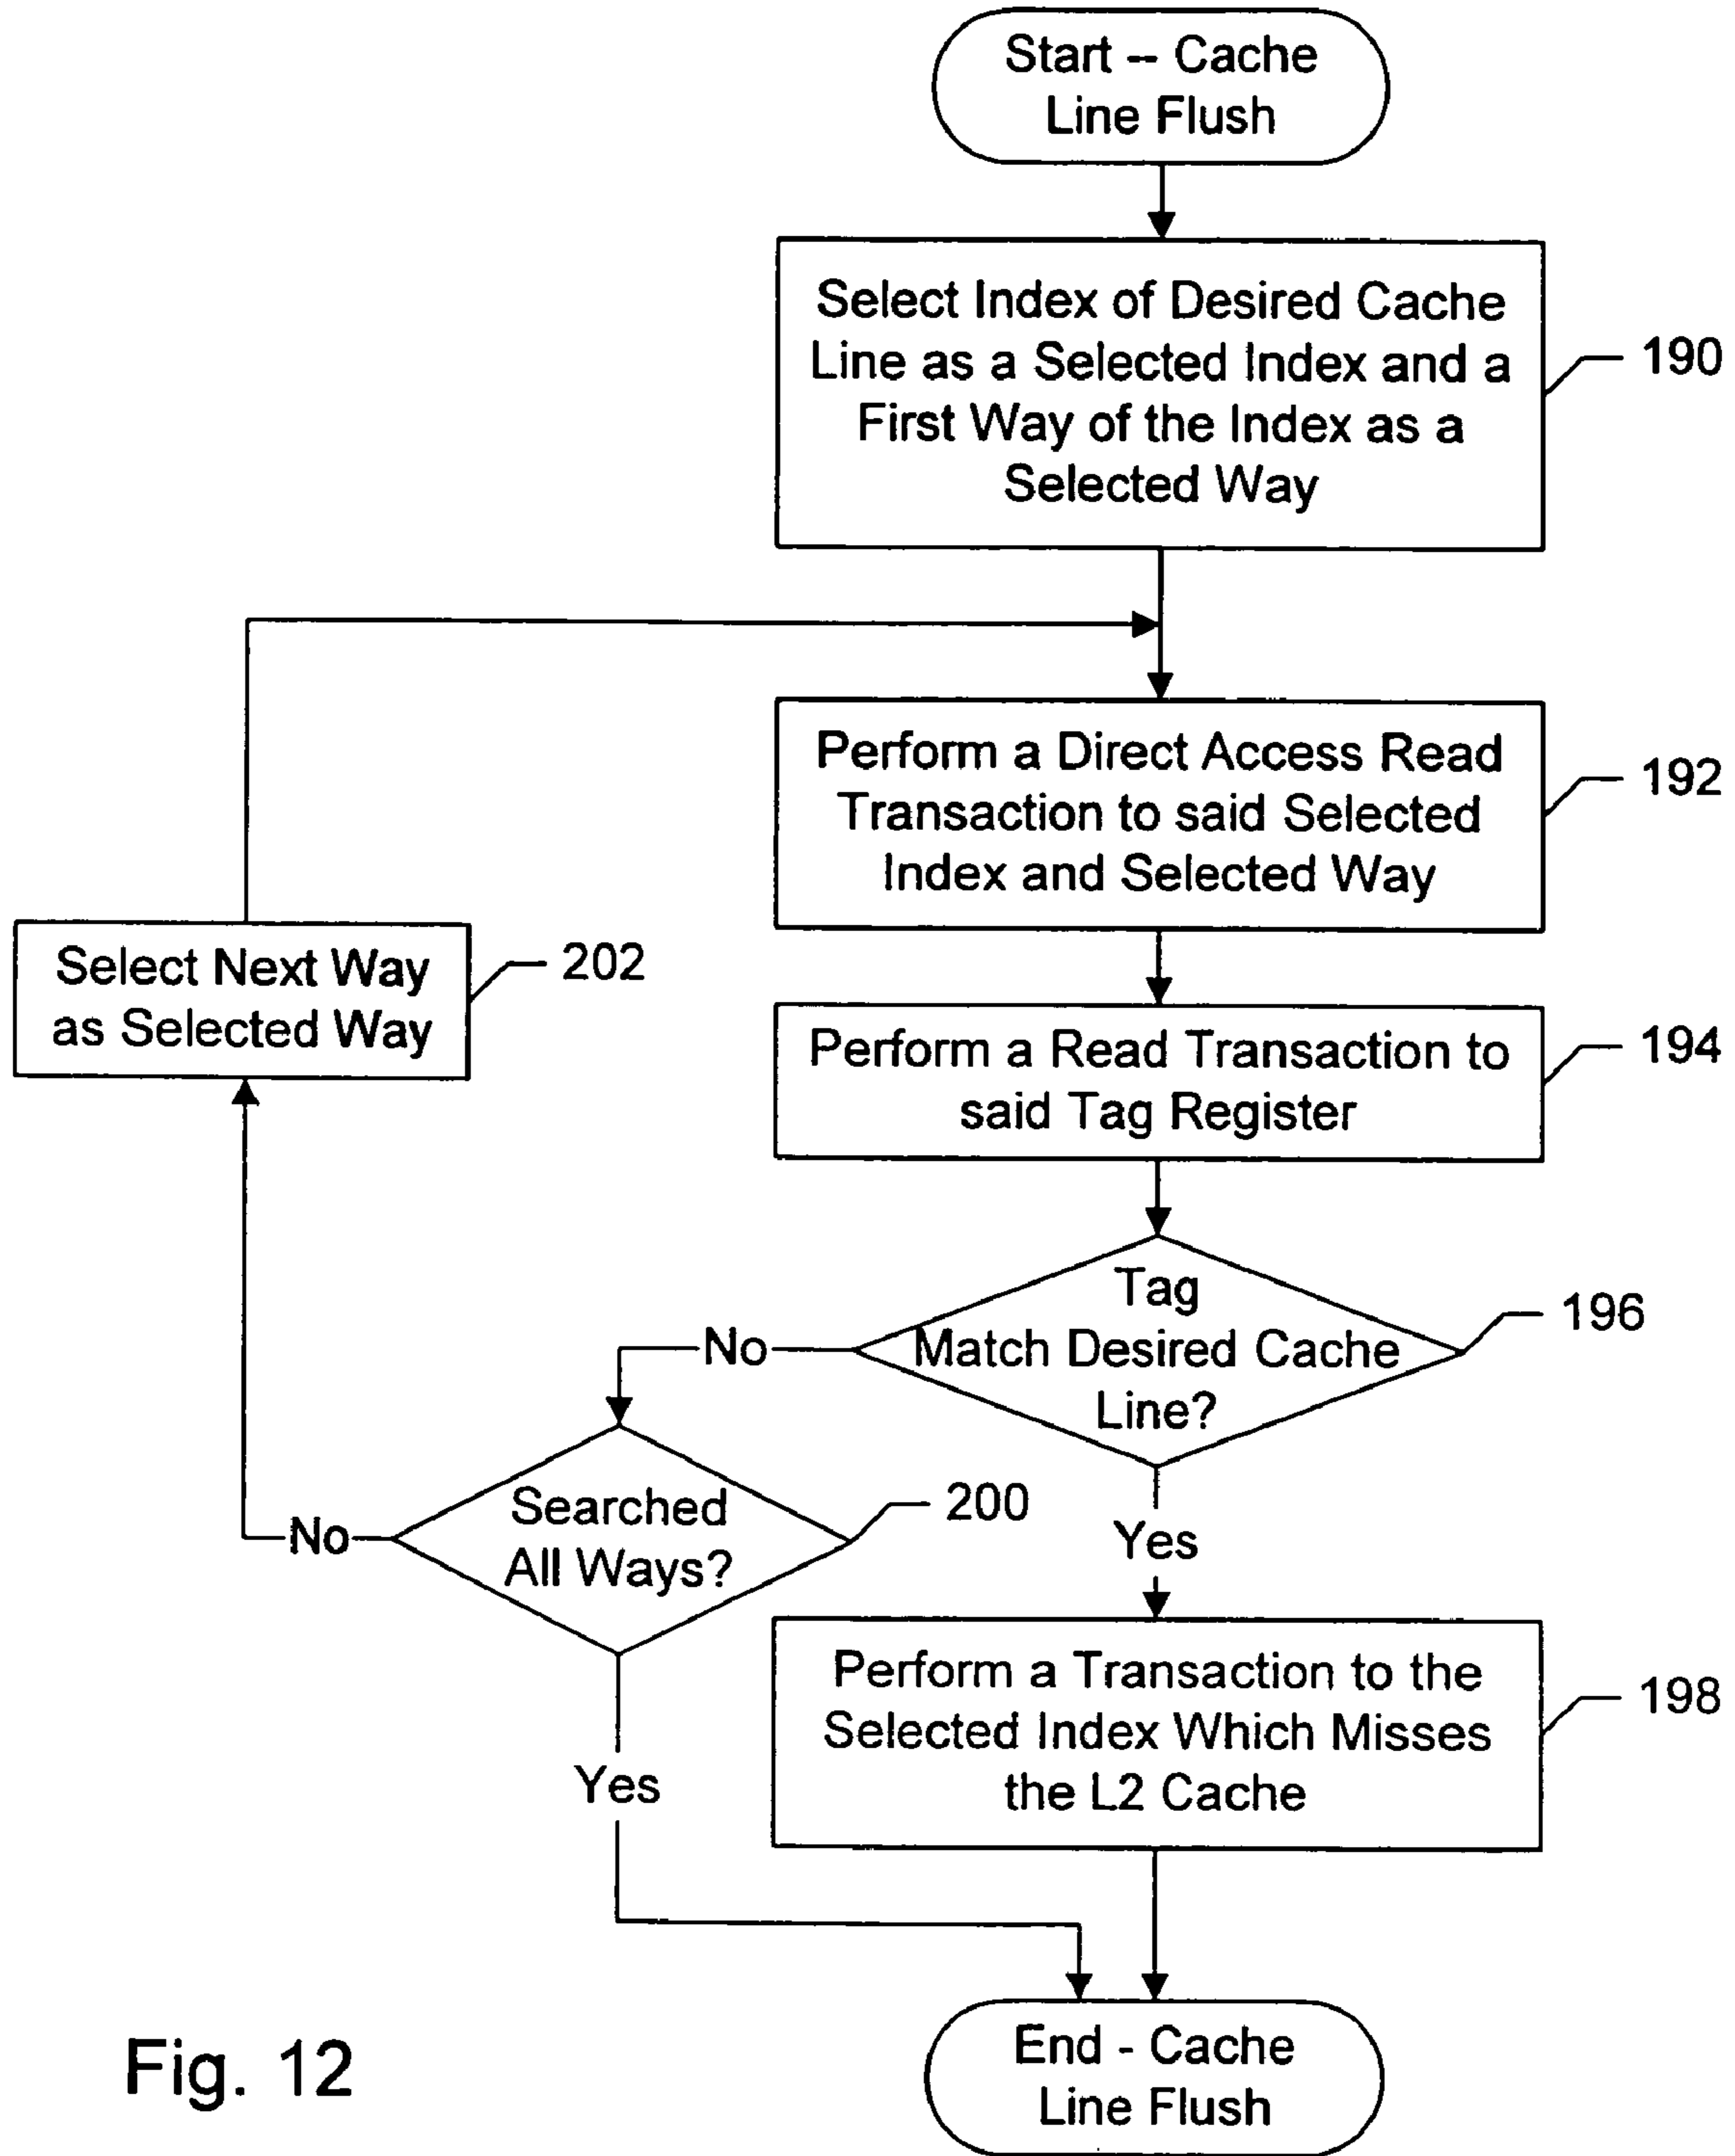 Start -- Cache
Line Flush
Select Index of Desired Cache
Line as a Selected Index and a
First Way of the Index as a
Selected Way
190
Perform a Direct Access Read
Transaction to said Selected
Index and Selected Way
192
Select Next Way
as Selected Way
202
Perform a Read Transaction to
said Tag Register
194
Tag
Match Desired Cache
Line?
196
No
Searched
All Ways?
200
No
Yes
Yes
Perform a Transaction to the
Selected Index Which Misses
the L2 Cache
198
End - Cache
Line Flush
Fig. 12